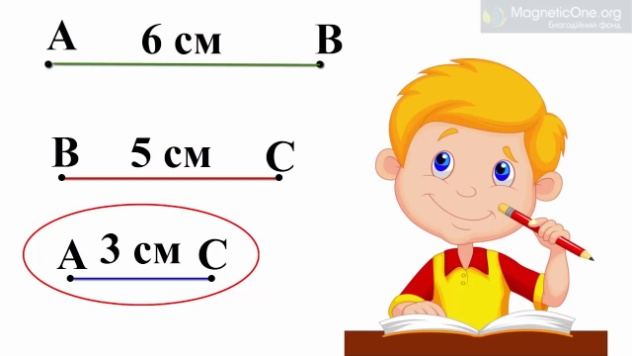 MagneticOne.org
Благодійний фонд
A 6 см B
B 5 см C
A 3 см C